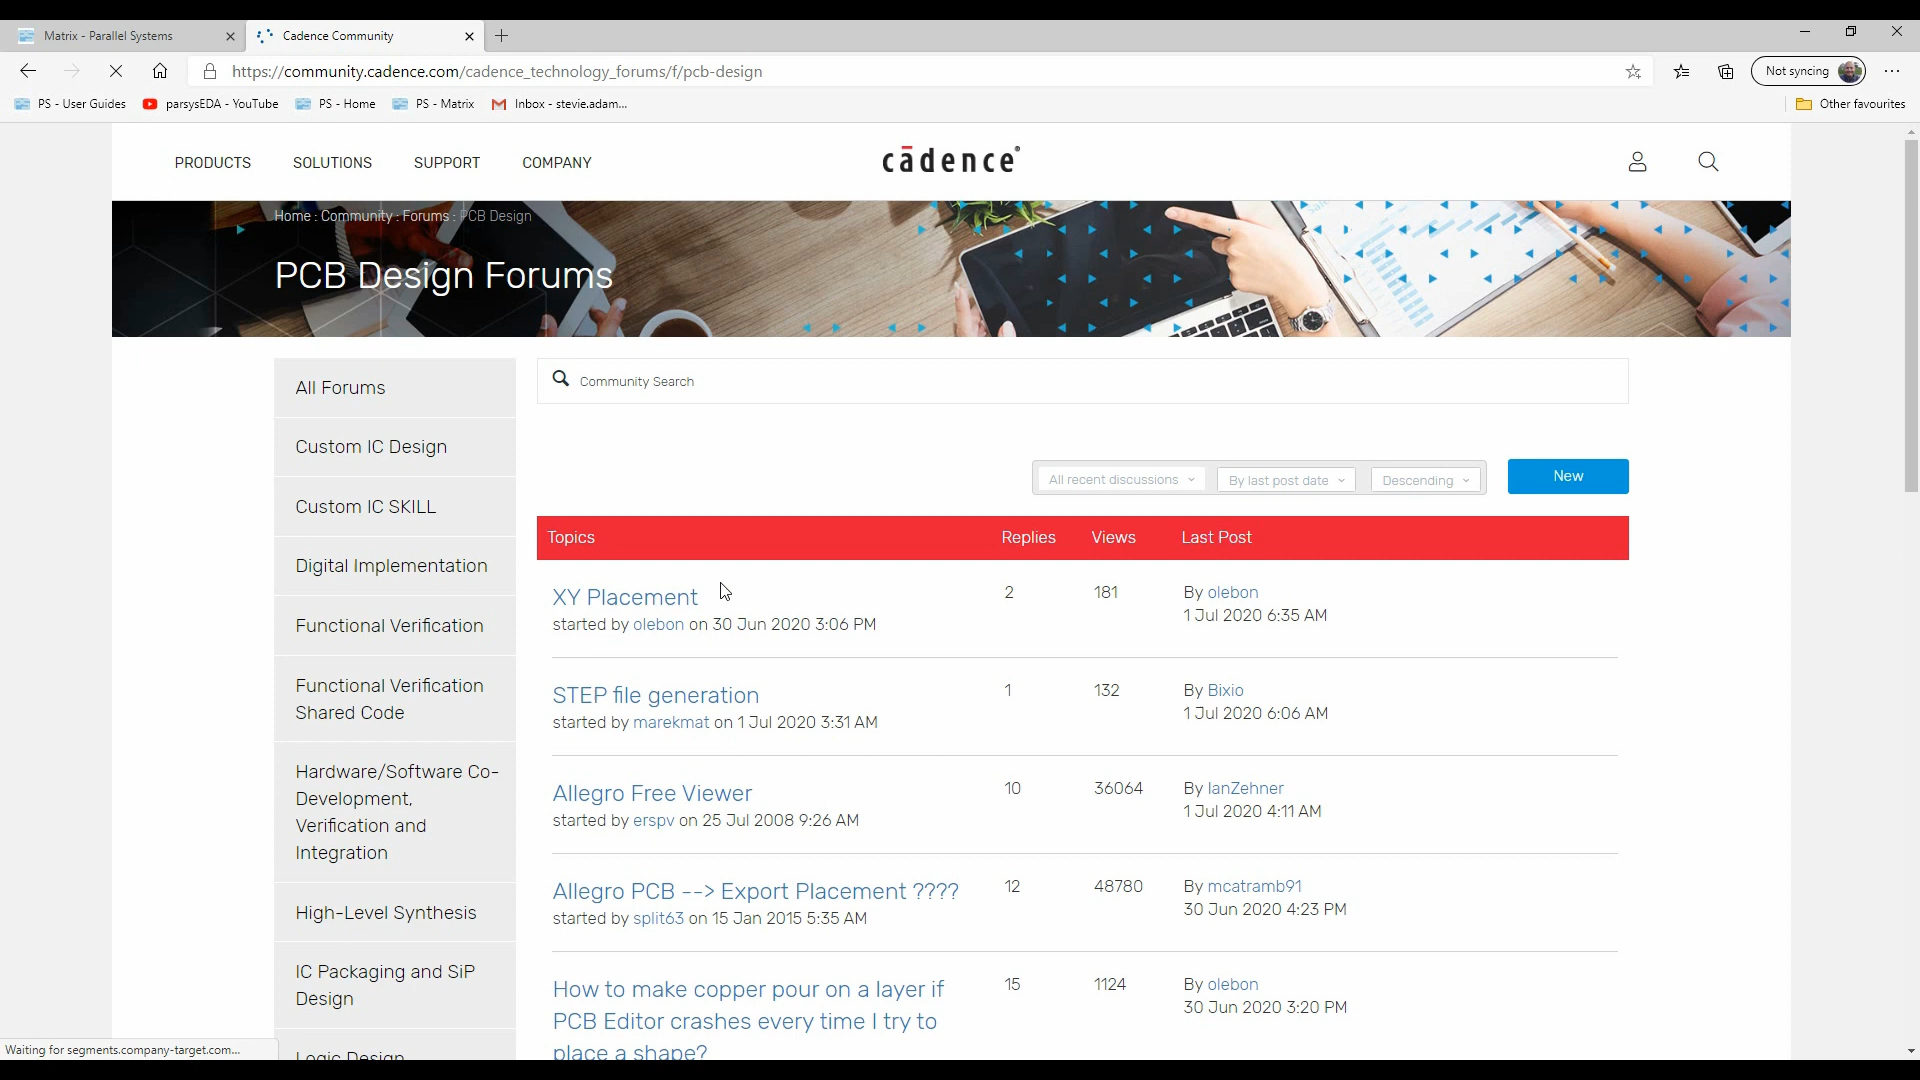 Matrix - Parallel Systems
Cadence Community
https://community.cadence.com/cadence_technology_forums/f/pcb-design
Not syncing
PS - User Guides
parsysEDA - YouTube
PS - Home
PS - Matrix
Inbox - stevie.adam...
Other favourites
PRODUCTS
SOLUTIONS
SUPPORT
COMPANY
cādence®
Home : Community : Forums : PCB Design
PCB Design Forums
All Forums
Custom IC Design
Custom IC SKILL
Digital Implementation
Functional Verification
Functional Verification
Shared Code
Hardware/Software Co-
Development,
Verification and
Integration
High-Level Synthesis
IC Packaging and SiP
Design
Logic Design
Community Search
All recent discussions
By last post date
Descending
New
Topics Replies Views Last Post
XY Placement
started by olebon on 30 Jun 2020 3:06 PM
2
181
By olebon
1 Jul 2020 6:35 AM
STEP file generation
started by marekmat on 1 Jul 2020 3:31 AM
1
132
By Bixio
1 Jul 2020 6:06 AM
Allegro Free Viewer
started by erspv on 25 Jul 2008 9:26 AM
10
36064
By IanZehner
1 Jul 2020 4:11 AM
Allegro PCB --> Export Placement ????
started by split63 on 15 Jan 2015 5:35 AM
12
48780
By mcatramb91
30 Jun 2020 4:23 PM
How to make copper pour on a layer if
PCB Editor crashes every time I try to
place a shape?
15
1124
By olebon
30 Jun 2020 3:20 PM
Waiting for segments.company-target.com...